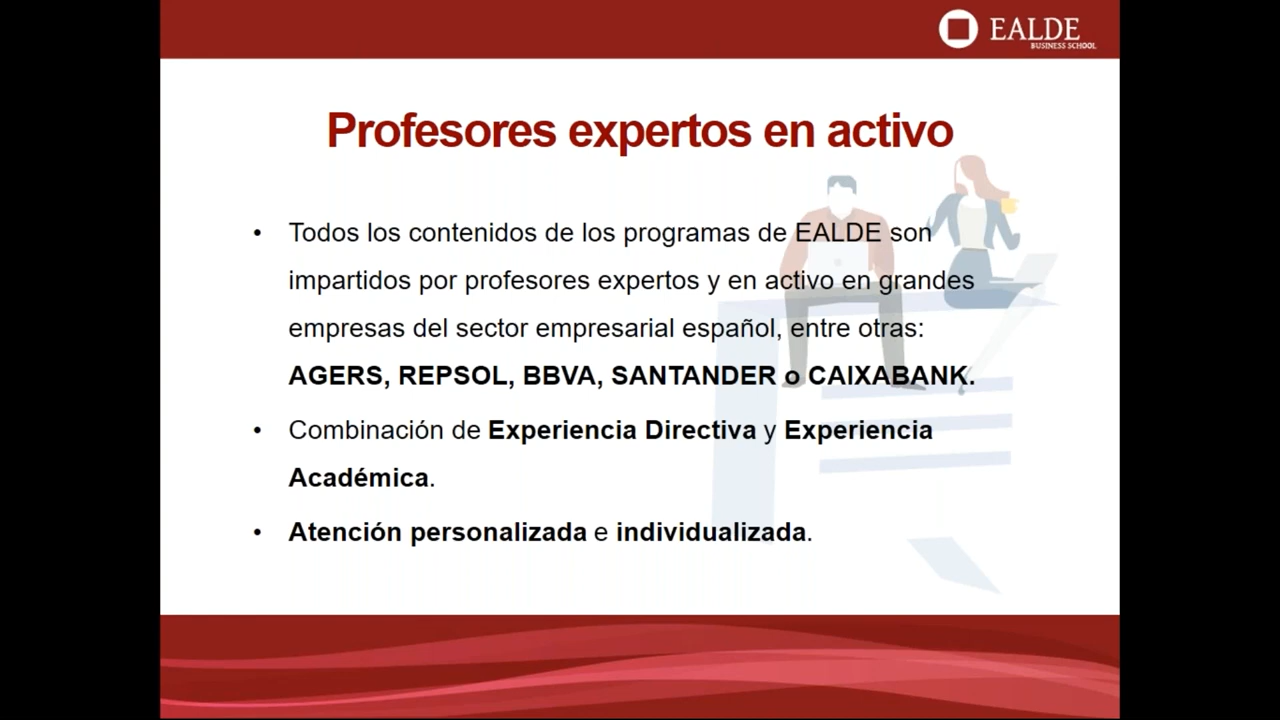 EALDE
BUSINESS SCHOOL
Profesores expertos en activo
• Todos los contenidos de los programas de EALDE son
impartidos por profesores expertos y en activo en grandes
empresas del sector empresarial español, entre otras:
AGERS, REPSOL, BBVA, SANTANDER o CAIXABANK.
• Combinación de Experiencia Directiva y Experiencia
Académica.
• Atención personalizada e individualizada.